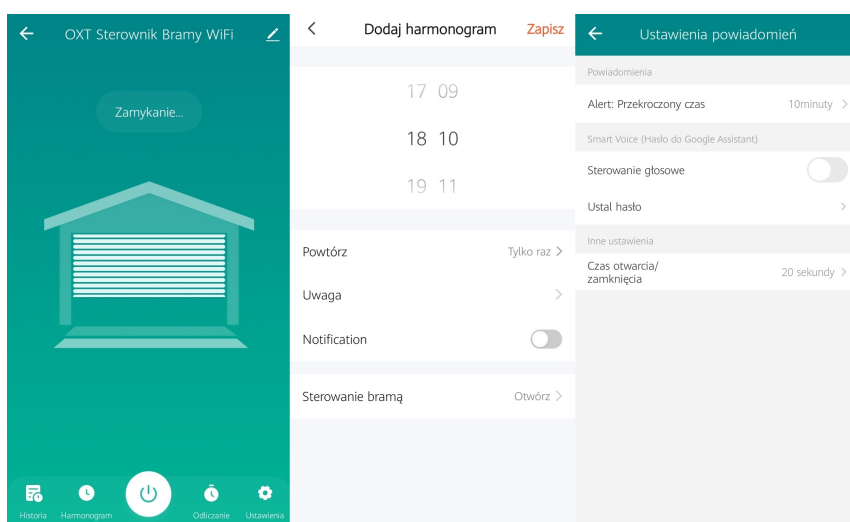 OXT Sterownik Bramy WiFi
Zamykanie...
Historia
Harmonogram
Odliczanie
Ustawienia
Dodaj harmonogram
Zapisz
17 09
18 10
19 11
Powtórz
Tylko raz
Uwaga
Notification
Sterowanie bramą
Otwórz
Ustawienia powiadomień
Powiadomienia
Alert: Przekroczony czas
10minuty
Smart Voice (Hasło do Google Assistant)
Sterowanie głosowe
Ustal hasło
Inne ustawienia
Czas otwarcia/
zamknięcia
20 sekundy